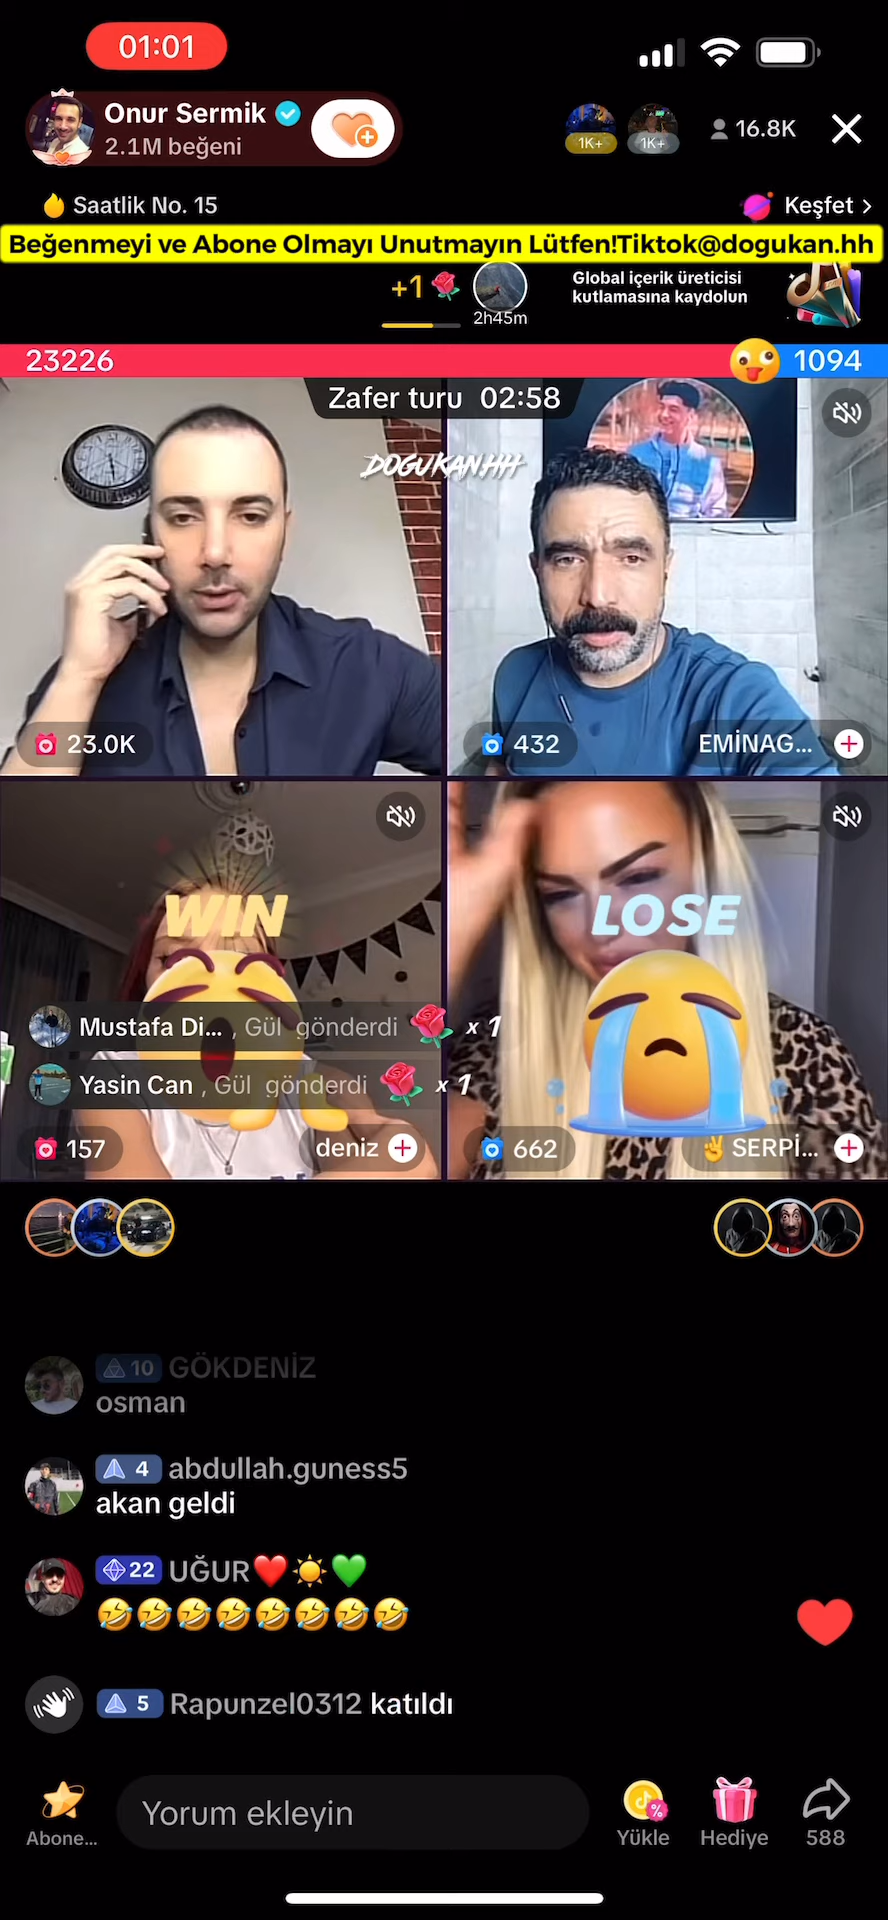 01:01
Onur Sermik
2.1M beğeni
1K+
1K+
16.8K
Saatlik No. 15
Keşfet
Beğenmeyi ve Abone Olmayı Unutmayın Lütfen!Tiktok@dogukan.hh
+1
2h45m
Global içerik üreticisi
kutlamasına kaydolun
23226
1094
Zafer turu 02:58
DOGUKAN.HH
23.0K
432
EMİNAG...
WIN
LOSE
Mustafa Di... , Gül gönderdi x 1
Yasin Can , Gül gönderdi x 1
157
deniz
662
SERPİ...
10 GÖKDENİZ
osman
4 abdullah.guness5
akan geldi
22 UĞUR❤️☀️💚
🤣🤣🤣🤣🤣🤣🤣🤣
5 Rapunzel0312 katıldı
Abone...
Yorum ekleyin
Yükle
Hediye
588